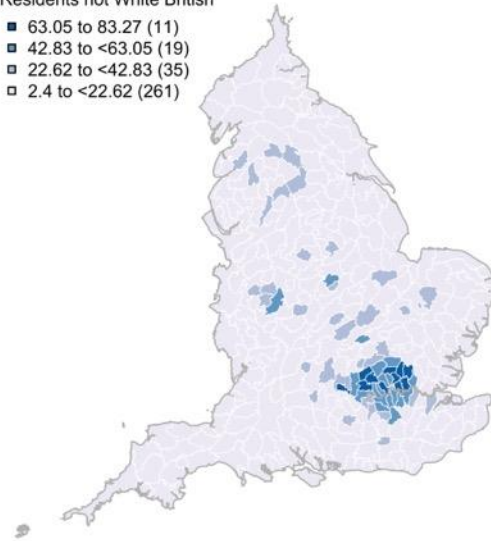 Residents not White British
63.05 to 83.27 (11)
42.83 to <63.05 (19)
22.62 to <42.83 (35)
2.4 to <22.62 (261)